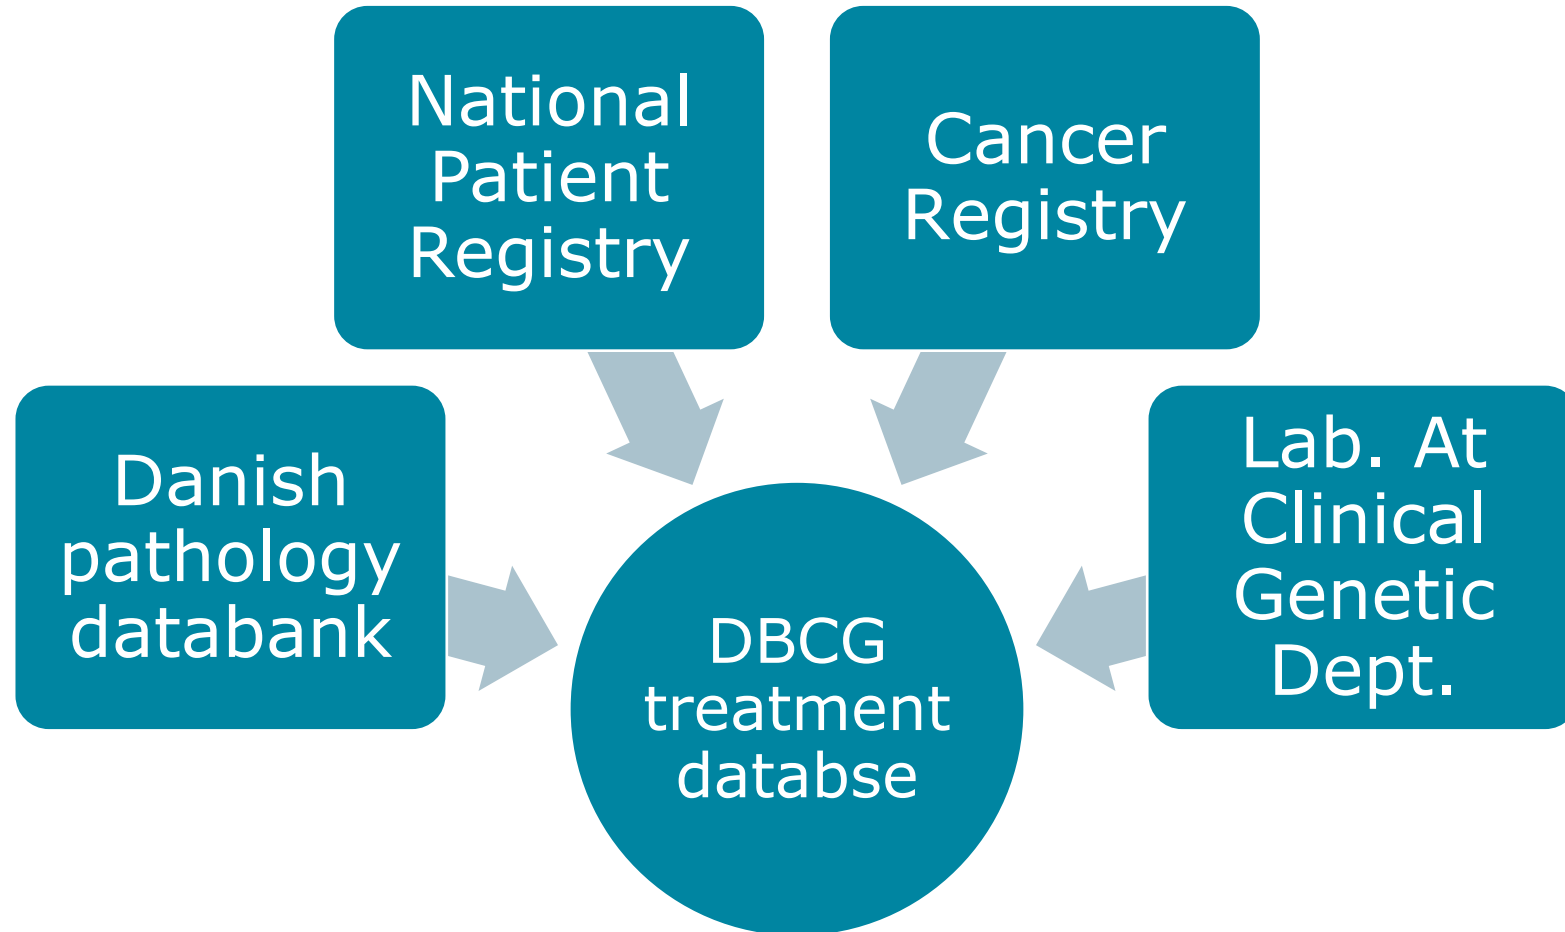 National
Patient
Registry
Cancer
Registry
Danish
pathology
databank
Lab. At
Clinical
Genetic
Dept.
DBCG
treatment
databse